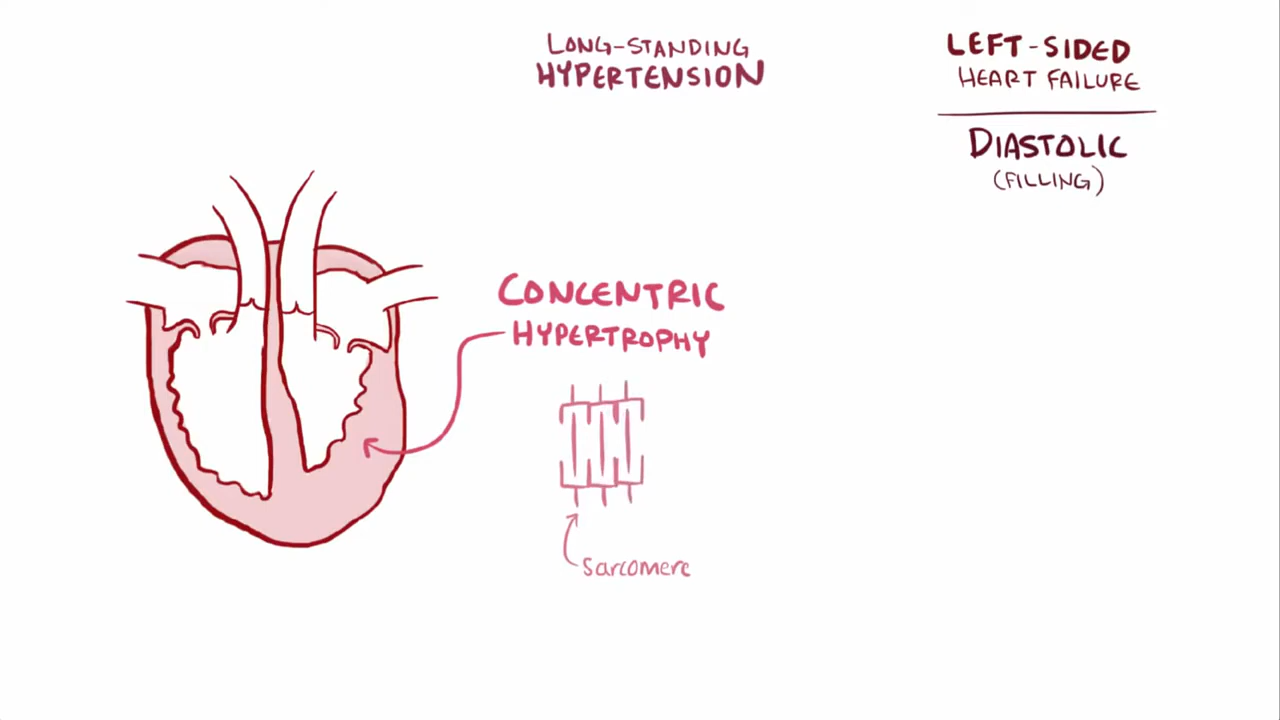 LONG-STANDING
HYPERTENSION
LEFT-SIDED
HEART FAILURE
DIASTOLIC
(FILLING)
CONCENTRIC
HYPERTROPHY
Sarcomere